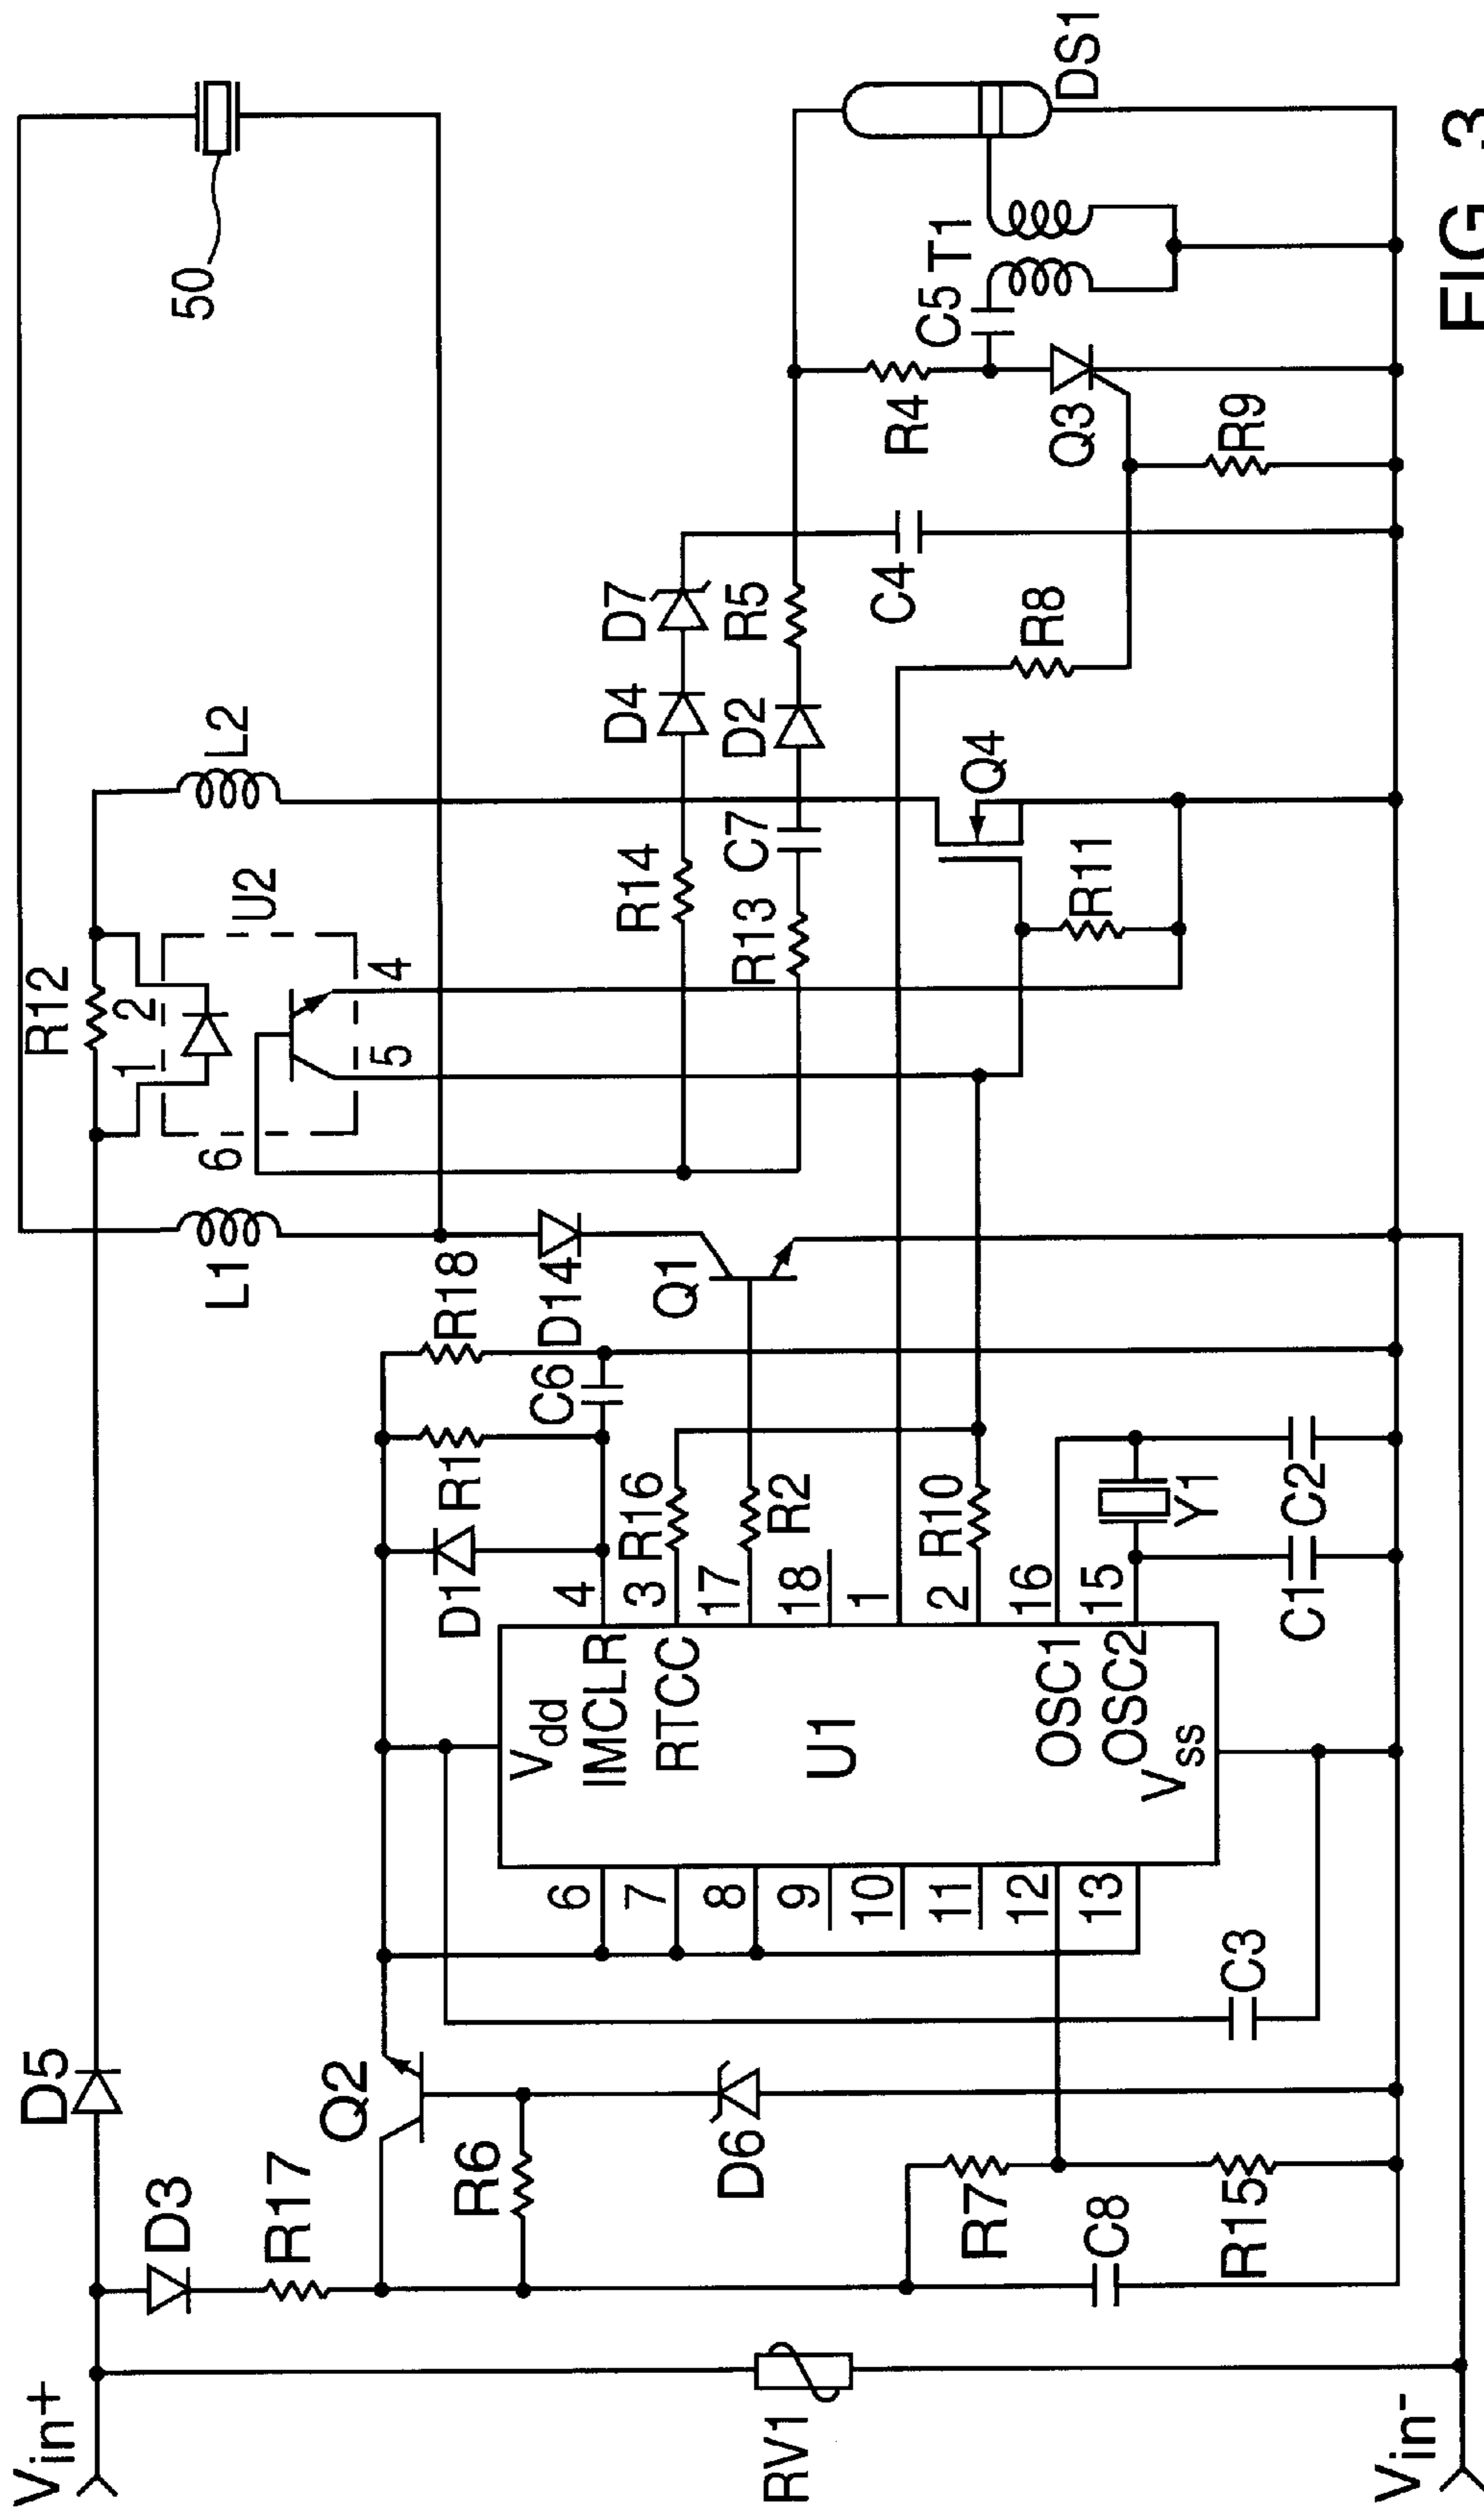 Vin+
RV1
Vin-
D3
R17
D5
Q2
R6
D6
R7
C8
R15
C3
6
7
8
9
10
11
12
13
Vdd
IMCLR
RTCC
U1
OSC1
OSC2
Vss
4
3
17
18
1
2
16
15
D1
R1
R18
C6
R16
R2
R10
Y1
C1
C2
L1
D14
Q1
R12
1
2
U2
6
5
4
L2
R14
R13
C7
D4
D2
D7
R5
Q4
R11
R8
C4
R9
R4
Q3
C5
T1
DS1
50
FIG. 3